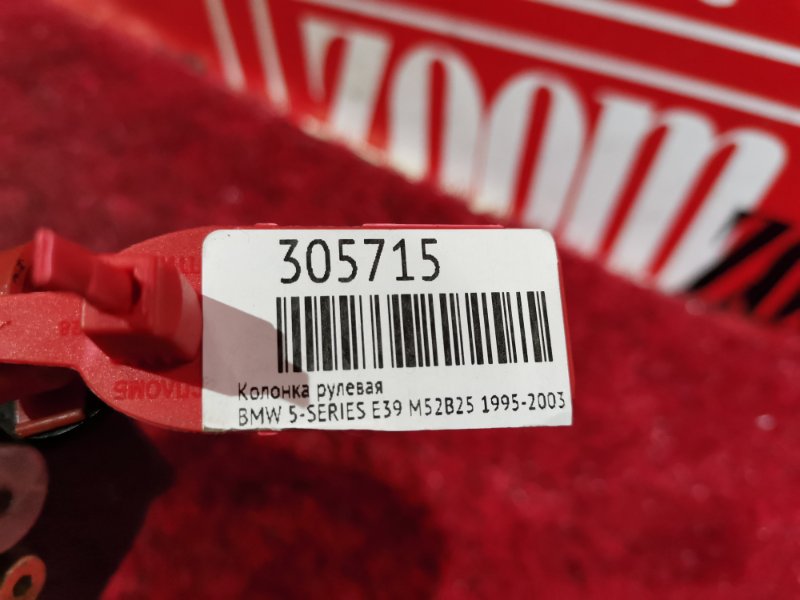 ZOOM
305715
Колонка рулевая
BMW 5-SERIES E39 M52B25 1995-2003